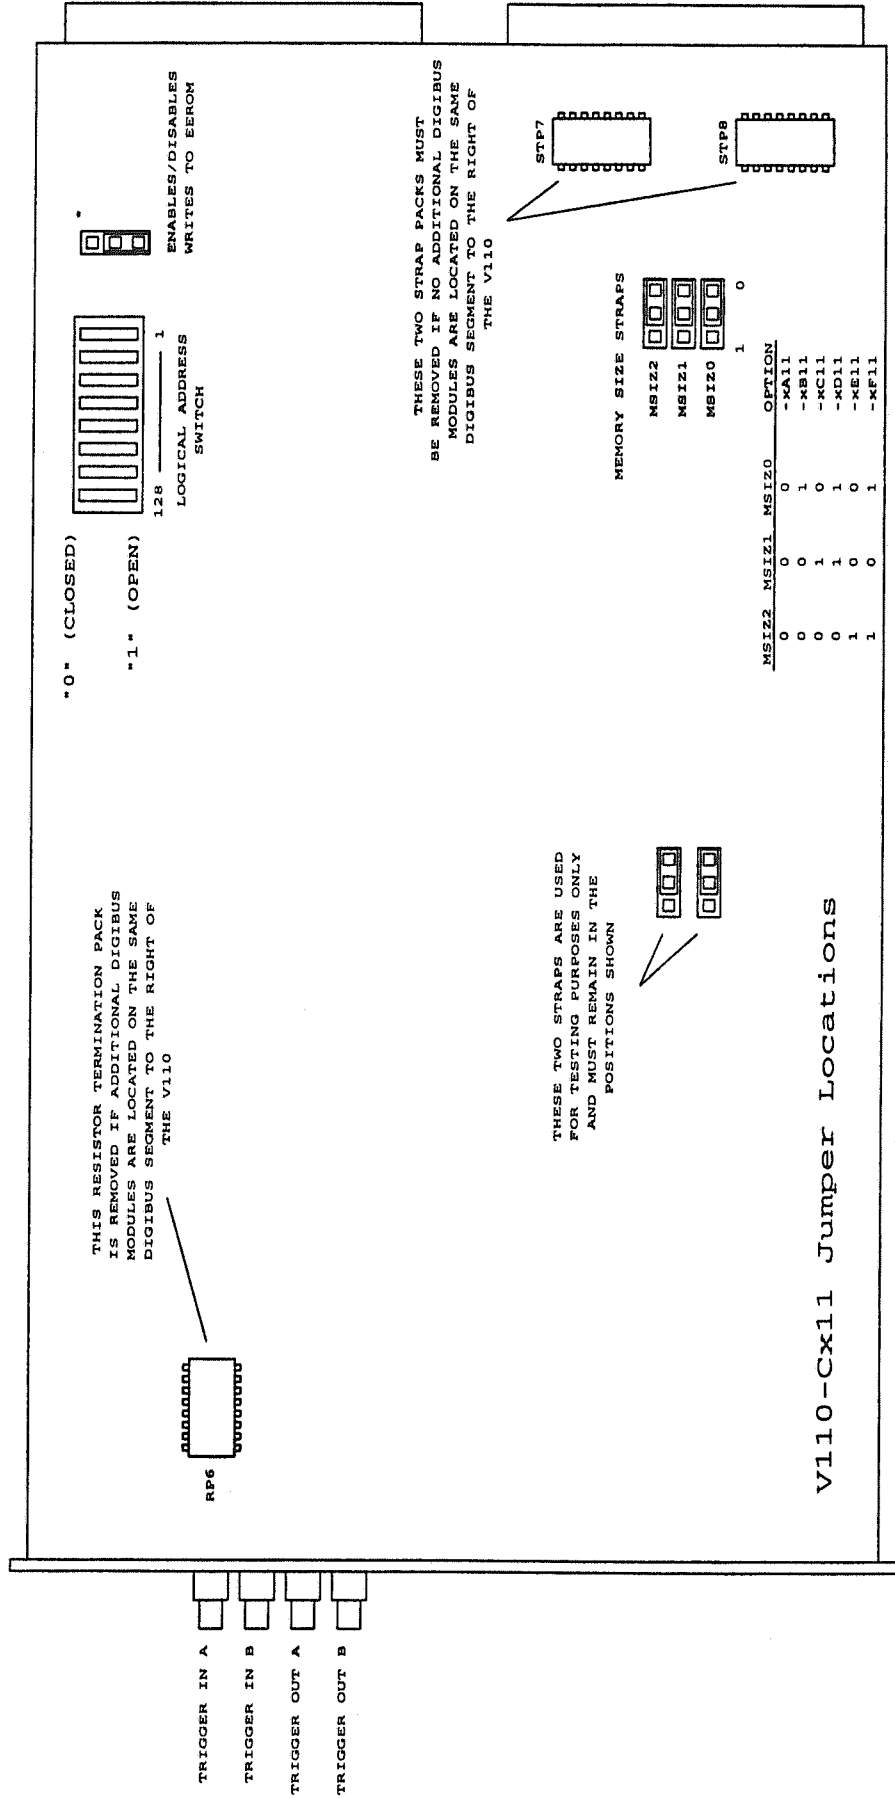 "0" (CLOSED)
"1" (OPEN)
128
1
LOGICAL ADDRESS
SWITCH
*
ENABLES/DISABLES
WRITES TO EEROM
THIS RESISTOR TERMINATION PACK
IS REMOVED IF ADDITIONAL DIGIBUS
MODULES ARE LOCATED ON THE SAME
DIGIBUS SEGMENT TO THE RIGHT OF
THE V110
RP6
TRIGGER IN A
TRIGGER IN B
TRIGGER OUT A
TRIGGER OUT B
THESE TWO STRAP PACKS MUST
BE REMOVED IF NO ADDITIONAL DIGIBUS
MODULES ARE LOCATED ON THE SAME
DIGIBUS SEGMENT TO THE RIGHT OF
THE V110
STP7
STP8
THESE TWO STRAPS ARE USED
FOR TESTING PURPOSES ONLY
AND MUST REMAIN IN THE
POSITIONS SHOWN
MEMORY SIZE STRAPS
MSIZ2
MSIZ1
MSIZ0
1 0
MSIZ2 MSIZ1 MSIZ0 OPTION
0 0 0 -xA11
0 0 1 -xB11
0 1 0 -xC11
0 1 1 -xD11
1 0 0 -xE11
1 0 1 -xF11
V110-Cx11 Jumper Locations